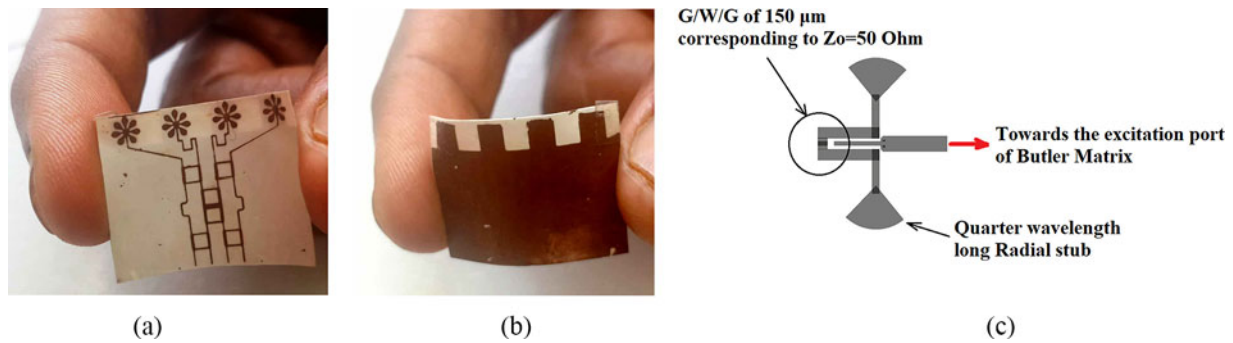 G/W/G of 150 µm
corresponding to Zo=50 Ohm
Towards the excitation port
of Butler Matrix
Quarter wavelength
long Radial stub
(a)
(b)
(c)